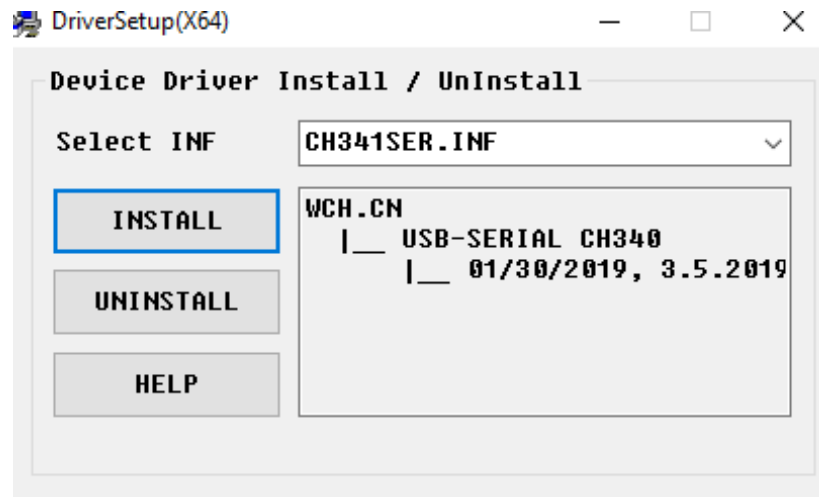 DriverSetup(X64)
Device Driver Install / UnInstall
Select INF
CH341SER.INF
INSTALL
UNINSTALL
HELP
WCH.CN
|__ USB-SERIAL CH340
|__ 01/30/2019, 3.5.2019